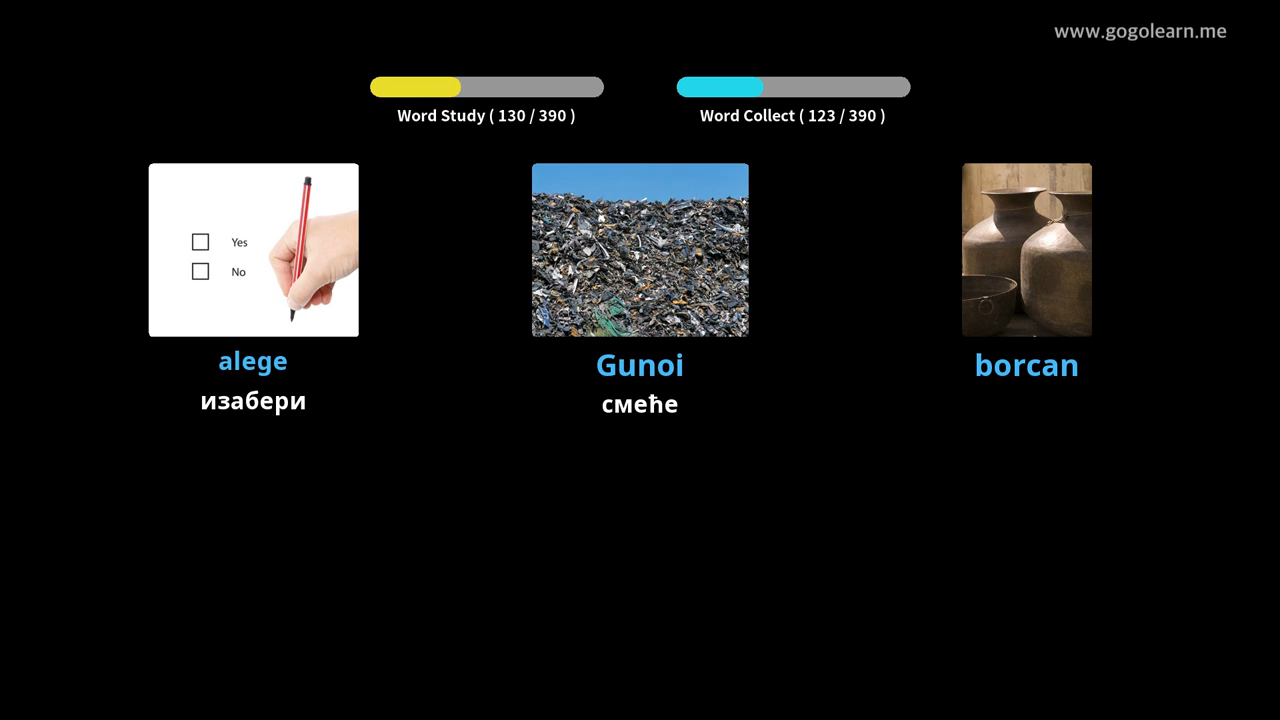 www.gogolearn.me
Word Study ( 130 / 390 )
Word Collect ( 123 / 390 )
Yes
No
alege
изабери
Gunoi
смеће
borcan